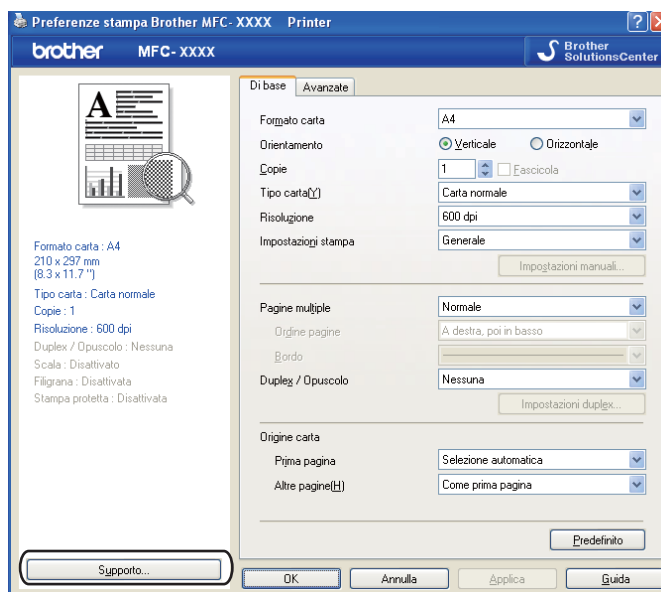 Preferenze stampa Brother MFC- XXXX Printer
brother MFC- XXXX
Brother
SolutionsCenter
A
Formato carta : A4
210 x 297 mm
(8.3 x 11.7 ")
Tipo carta : Carta normale
Copie : 1
Risoluzione : 600 dpi
Duplex / Opuscolo : Nessuna
Scala : Disattivato
Filigrana : Disattivata
Stampa protetta : Disattivata
Supporto...
Di base Avanzate
Formato carta A4
Orientamento Verticale Orizzontale
Copie 1 Fascicola
Tipo carta(Y) Carta normale
Risoluzione 600 dpi
Impostazioni stampa Generale
Impostazioni manuali...
Pagine multiple Normale
Ordine pagine A destra, poi in basso
Bordo
Duplex / Opuscolo Nessuna
Impostazioni duplex...
Origine carta
Prima pagina Selezione automatica
Altre pagine(H) Come prima pagina
Predefinito
OK Annulla Applica Guida